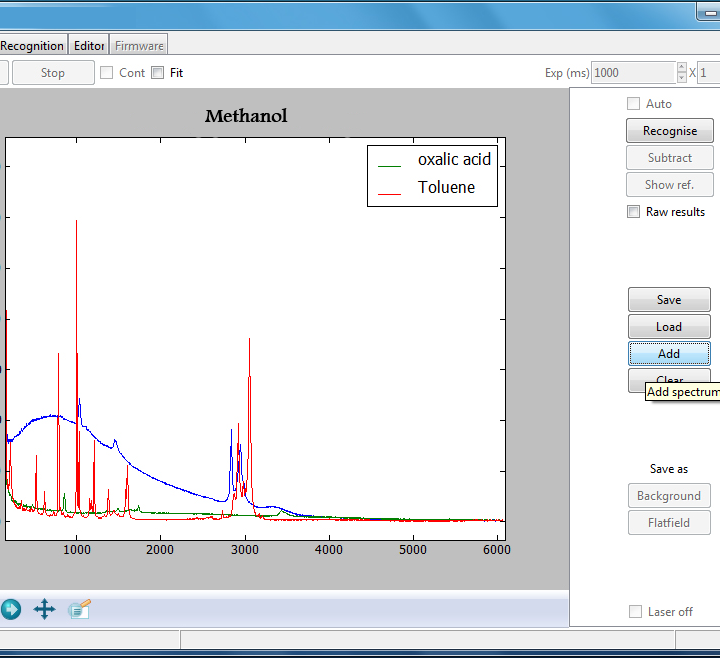 Recognition Editor Firmware
Stop Cont Fit Exp (ms) 1000 X 1
Auto
Methanol
Recognise
oxalic acid
Subtract
Toluene
Show ref.
Raw results
Save
Load
Add
Clear
Add spectrum
Save as
Background
Flatfield
1000 2000 3000 4000 5000 6000
Laser off